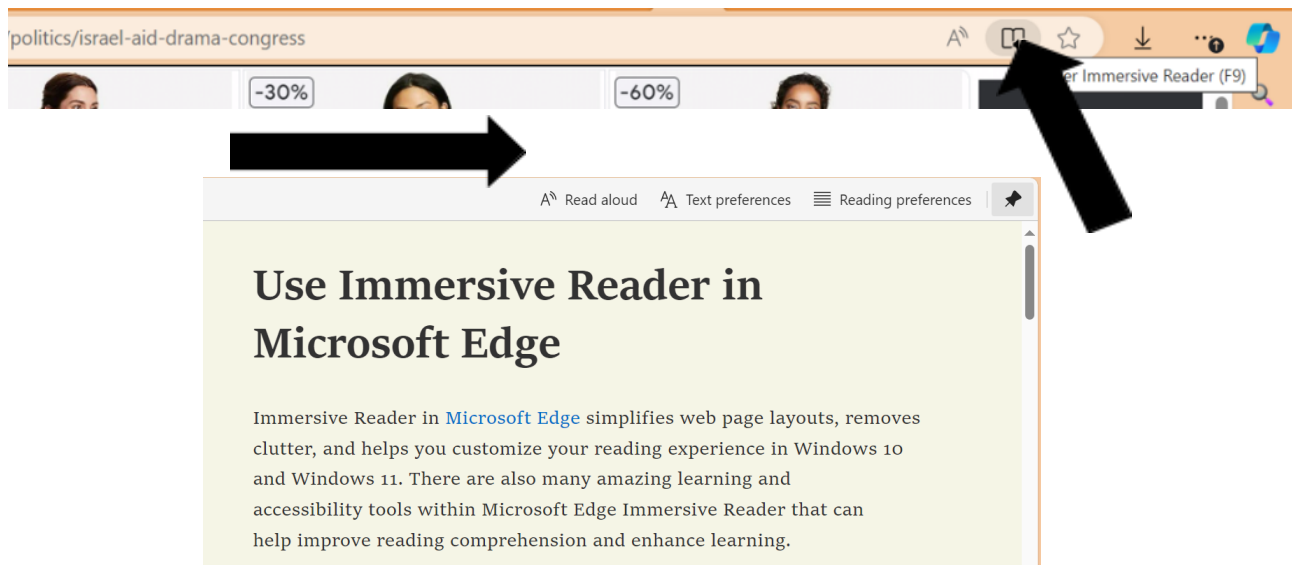 /politics/israel-aid-drama-congress
Immersive Reader (F9)
-30%
-60%
Read aloud
Text preferences
Reading preferences
Use Immersive Reader in
Microsoft Edge
Immersive Reader in Microsoft Edge simplifies web page layouts, removes
clutter, and helps you customize your reading experience in Windows 10
and Windows 11. There are also many amazing learning and
accessibility tools within Microsoft Edge Immersive Reader that can
help improve reading comprehension and enhance learning.